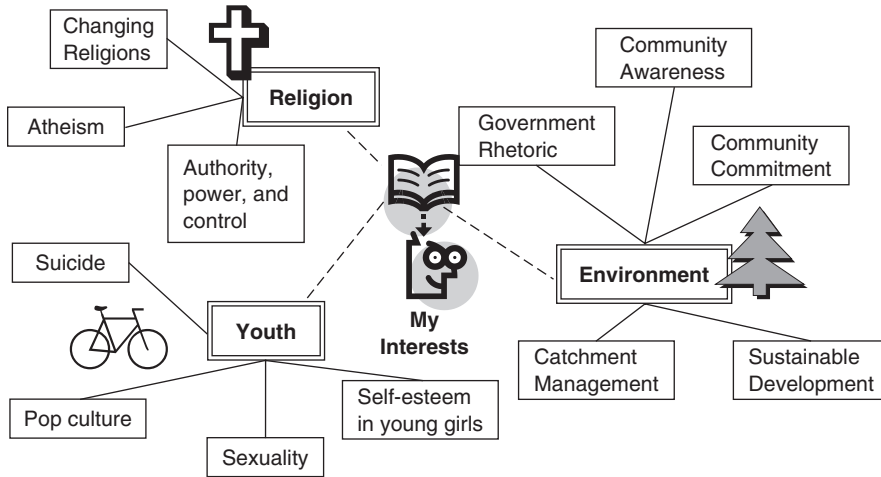 Changing
Religions
Religion
Atheism
Authority,
power, and
control
Community
Awareness
Government
Rhetoric
Community
Commitment
Environment
Catchment
Management
Sustainable
Development
My
Interests
Suicide
Youth
Pop culture
Sexuality
Self-esteem
in young girls